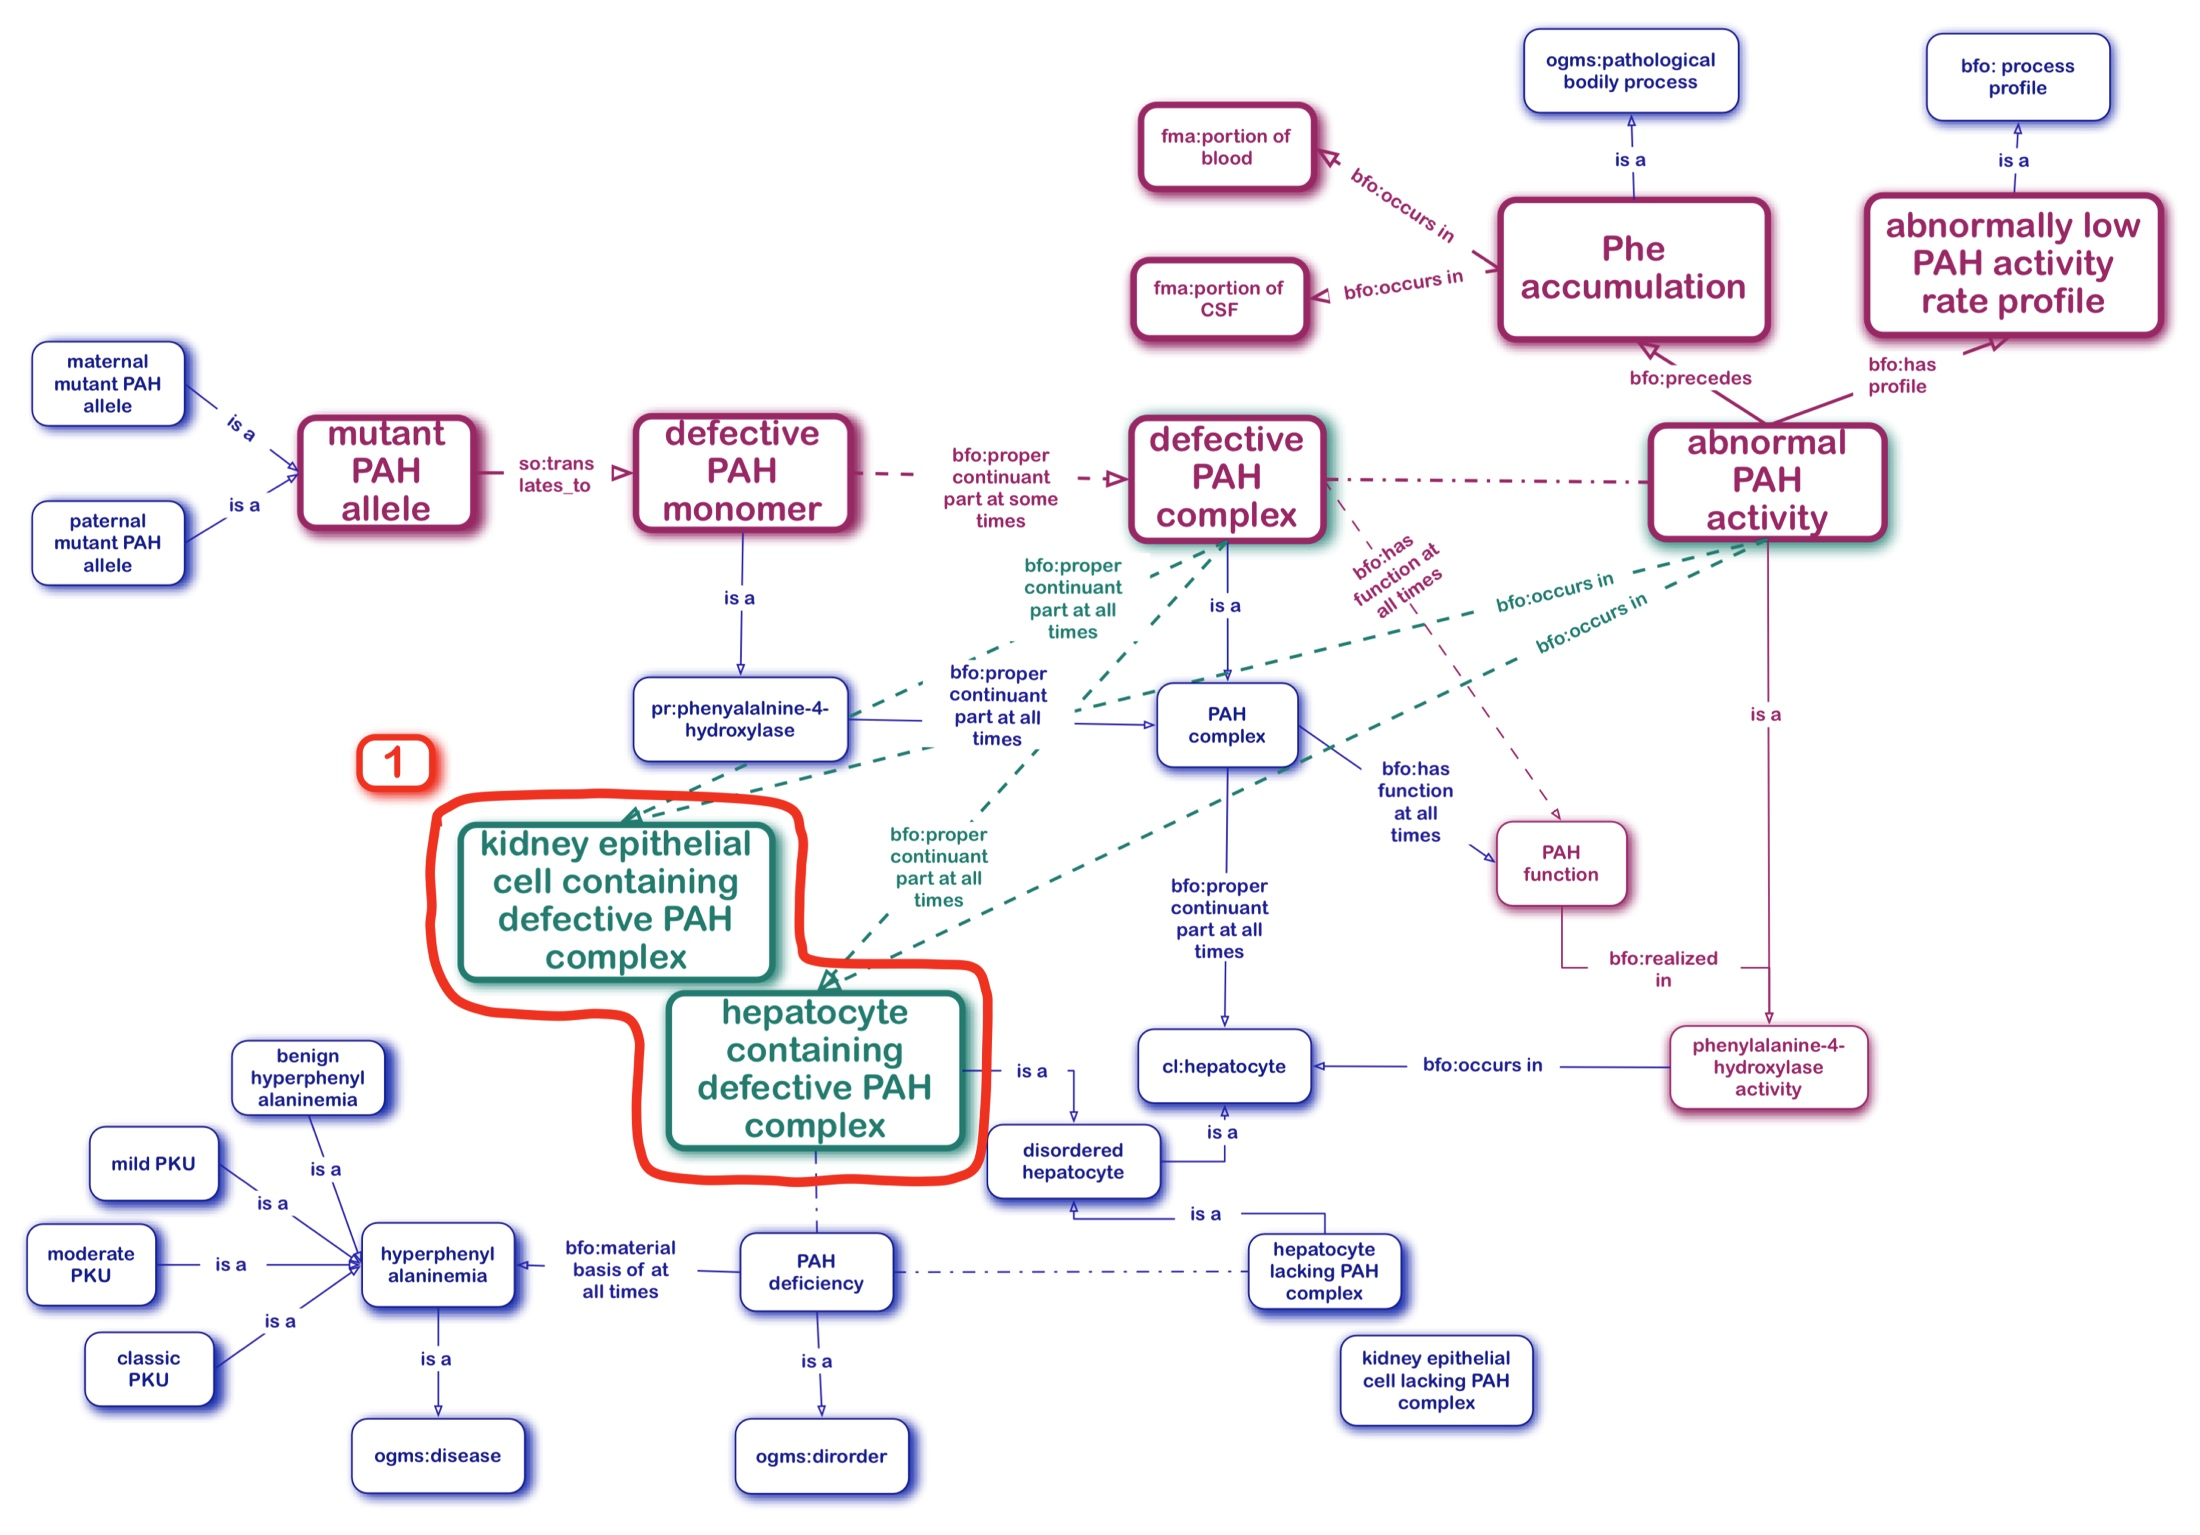 ogms:pathological
bodily process
bfo: process
profile
is a
is a
fma:portion of
blood
bfo:occurs in
Phe
accumulation
abnormally low
PAH activity
rate profile
fma:portion of
CSF
bfo:occurs in
maternal
mutant PAH
allele
is a
bfo:precedes
bfo:has
profile
mutant
PAH
allele
so:trans
lates_to
defective
PAH
monomer
bfo:proper
continuant
part at some
times
defective
PAH
complex
abnormal
PAH
activity
is a
paternal
mutant PAH
allele
is a
bfo:proper
continuant
part at all
times
is a
bfo:has
function at
all times
bfo:occurs in
bfo:occurs in
pr:phenyalalnine-4-
hydroxylase
bfo:proper
continuant
part at all
times
PAH
complex
is a
1
bfo:has
function
at all
times
kidney epithelial
cell containing
defective PAH
complex
bfo:proper
continuant
part at all
times
bfo:proper
continuant
part at all
times
PAH
function
bfo:realized
in
hepatocyte
containing
defective PAH
complex
is a
cl:hepatocyte
bfo:occurs in
phenylalanine-4-
hydroxylase
activity
benign
hyperphenyl
alaninemia
is a
disordered
hepatocyte
is a
mild PKU
is a
is a
moderate
PKU
is a
hyperphenyl
alaninemia
bfo:material
basis of at
all times
PAH
deficiency
hepatocyte
lacking PAH
complex
is a
classic
PKU
is a
is a
kidney epithelial
cell lacking PAH
complex
ogms:disease
ogms:dirorder